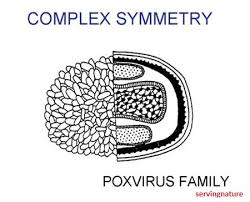 COMPLEX SYMMETRY
POXVIRUS FAMILY
servingnature